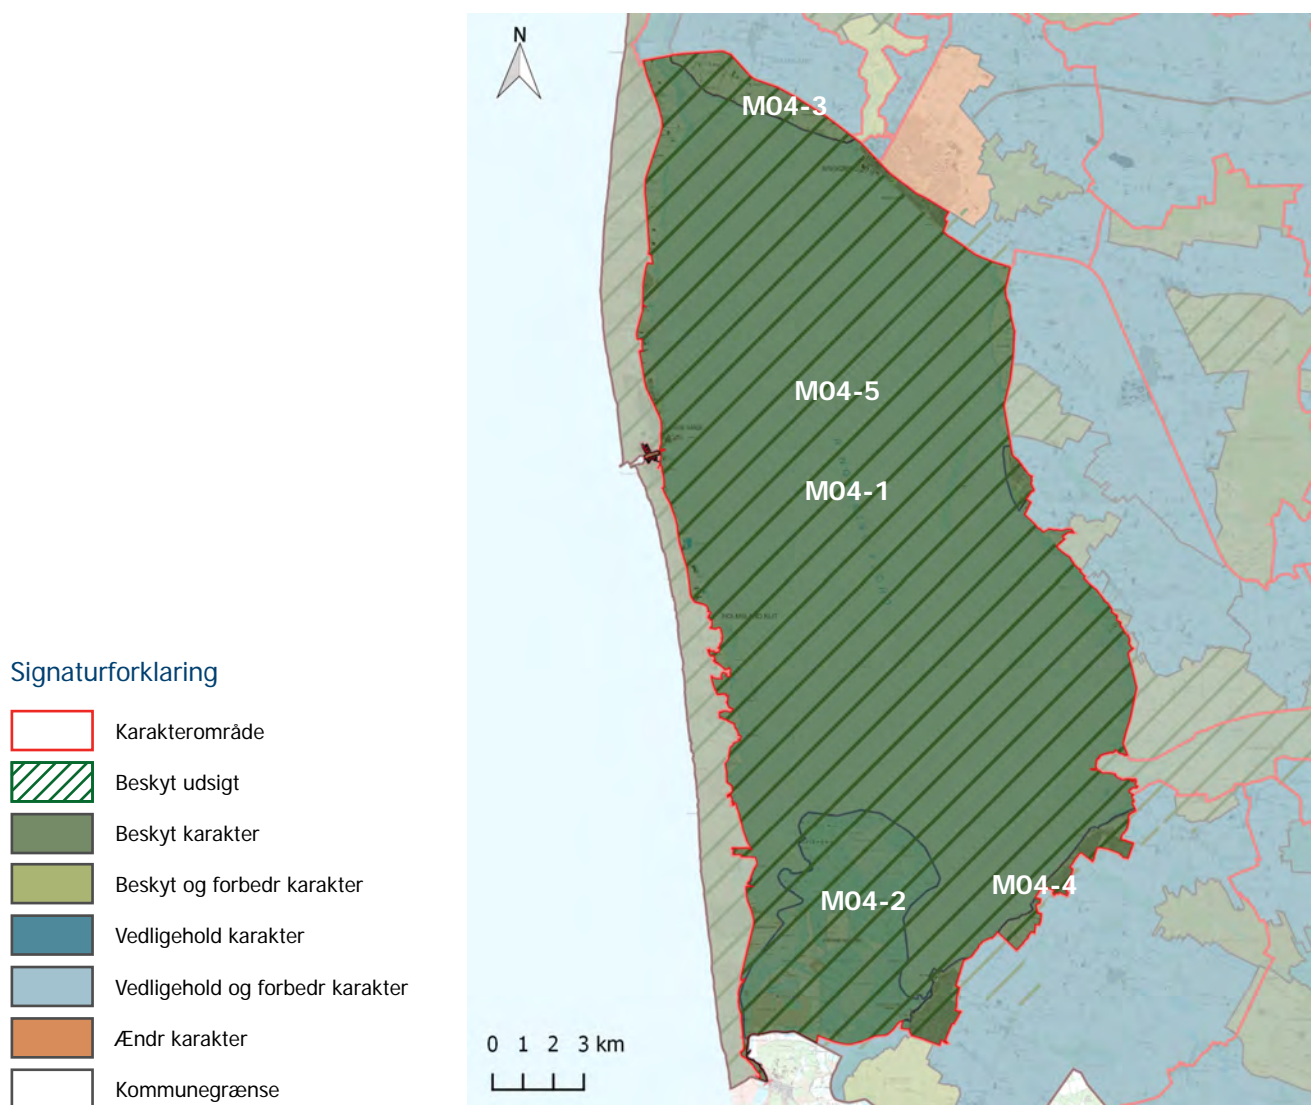 N
M04-3
M04-5
M04-1
M04-2
M04-4
0 1 2 3 km
Signaturforklaring
Karakterområde
Beskyt udsigt
Beskyt karakter
Beskyt og forbedr karakter
Vedligehold karakter
Vedligehold og forbedr karakter
Ændr karakter
Kommunegrænse